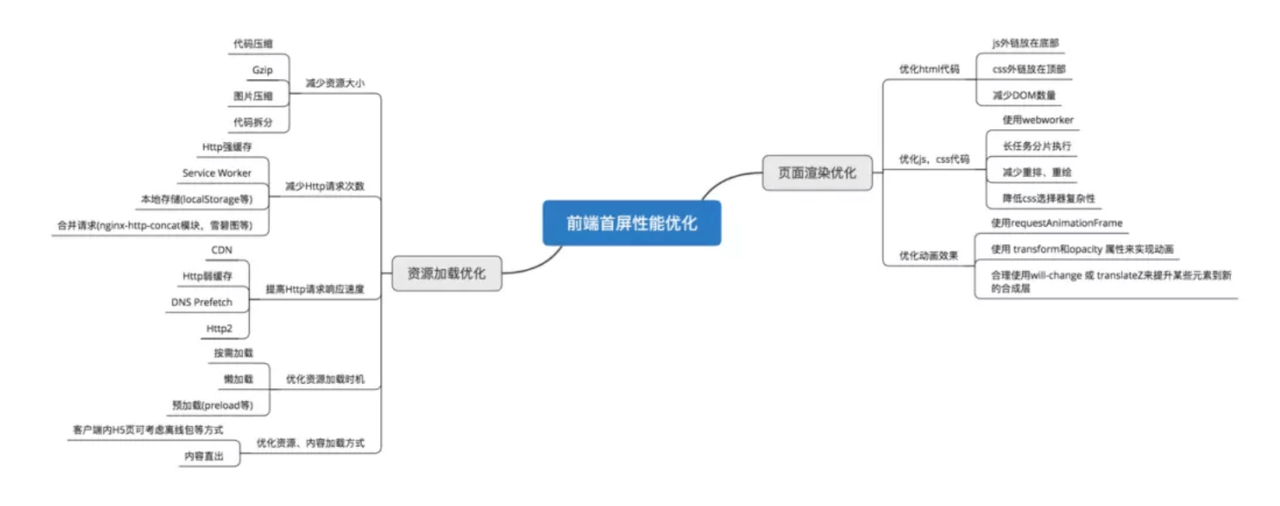 前端首屏性能优化
资源加载优化
减少资源大小
代码压缩
Gzip
图片压缩
代码拆分
减少Http请求次数
Http强缓存
Service Worker
本地存储(localStorage等)
合并请求(nginx-http-concat模块，雪碧图等)
提高Http请求响应速度
CDN
Http弱缓存
DNS Prefetch
Http2
优化资源加载时机
按需加载
懒加载
预加载(preload等)
优化资源、内容加载方式
客户端内H5页可考虑离线包等方式
内容直出
页面渲染优化
优化html代码
js外链放在底部
css外链放在顶部
减少DOM数量
优化js，css代码
使用webworker
长任务分片执行
减少重排、重绘
降低css选择器复杂性
优化动画效果
使用requestAnimationFrame
使用 transform和opacity 属性来实现动画
合理使用will-change 或 translateZ来提升某些元素到新
的合成层